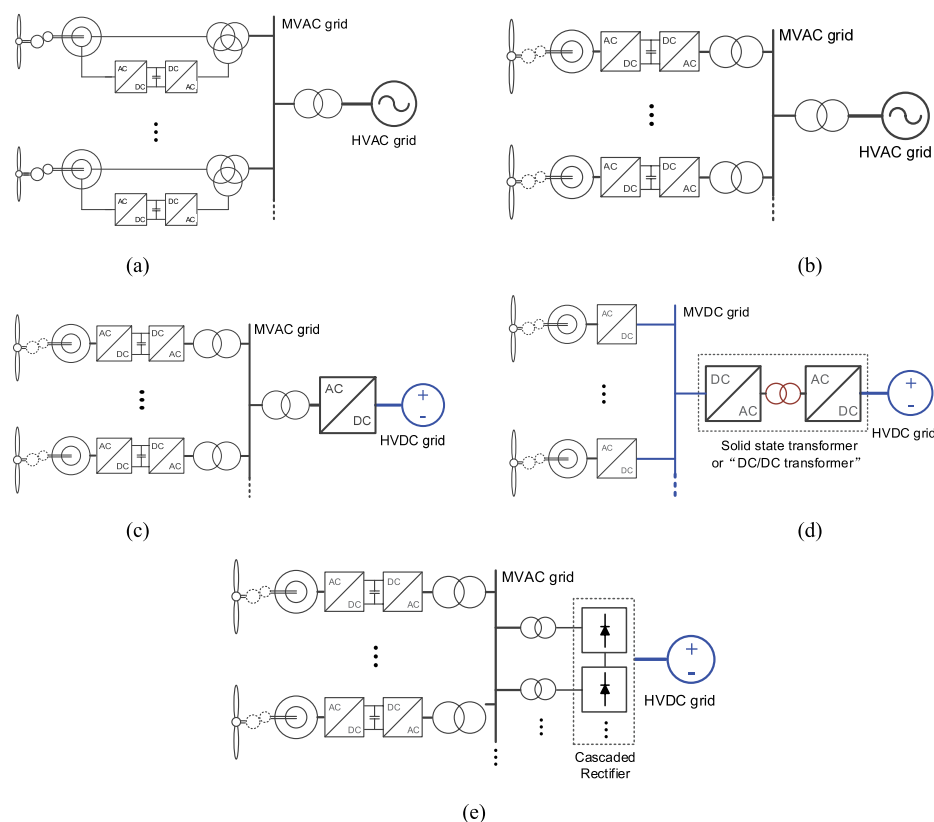 MVAC grid
AC
DC
DC
AC
HVAC grid
AC
DC
DC
AC
(a)
MVAC grid
AC
DC
DC
AC
HVAC grid
AC
DC
DC
AC
(b)
MVAC grid
AC
DC
DC
AC
AC
DC
HVDC grid
+
-
AC
DC
DC
AC
(c)
MVDC grid
AC
DC
DC
AC
AC
DC
+
-
HVDC grid
Solid state transformer
or “DC/DC transformer”
AC
DC
(d)
MVAC grid
AC
DC
DC
AC
+
-
HVDC grid
AC
DC
DC
AC
Cascaded
Rectifier
(e)